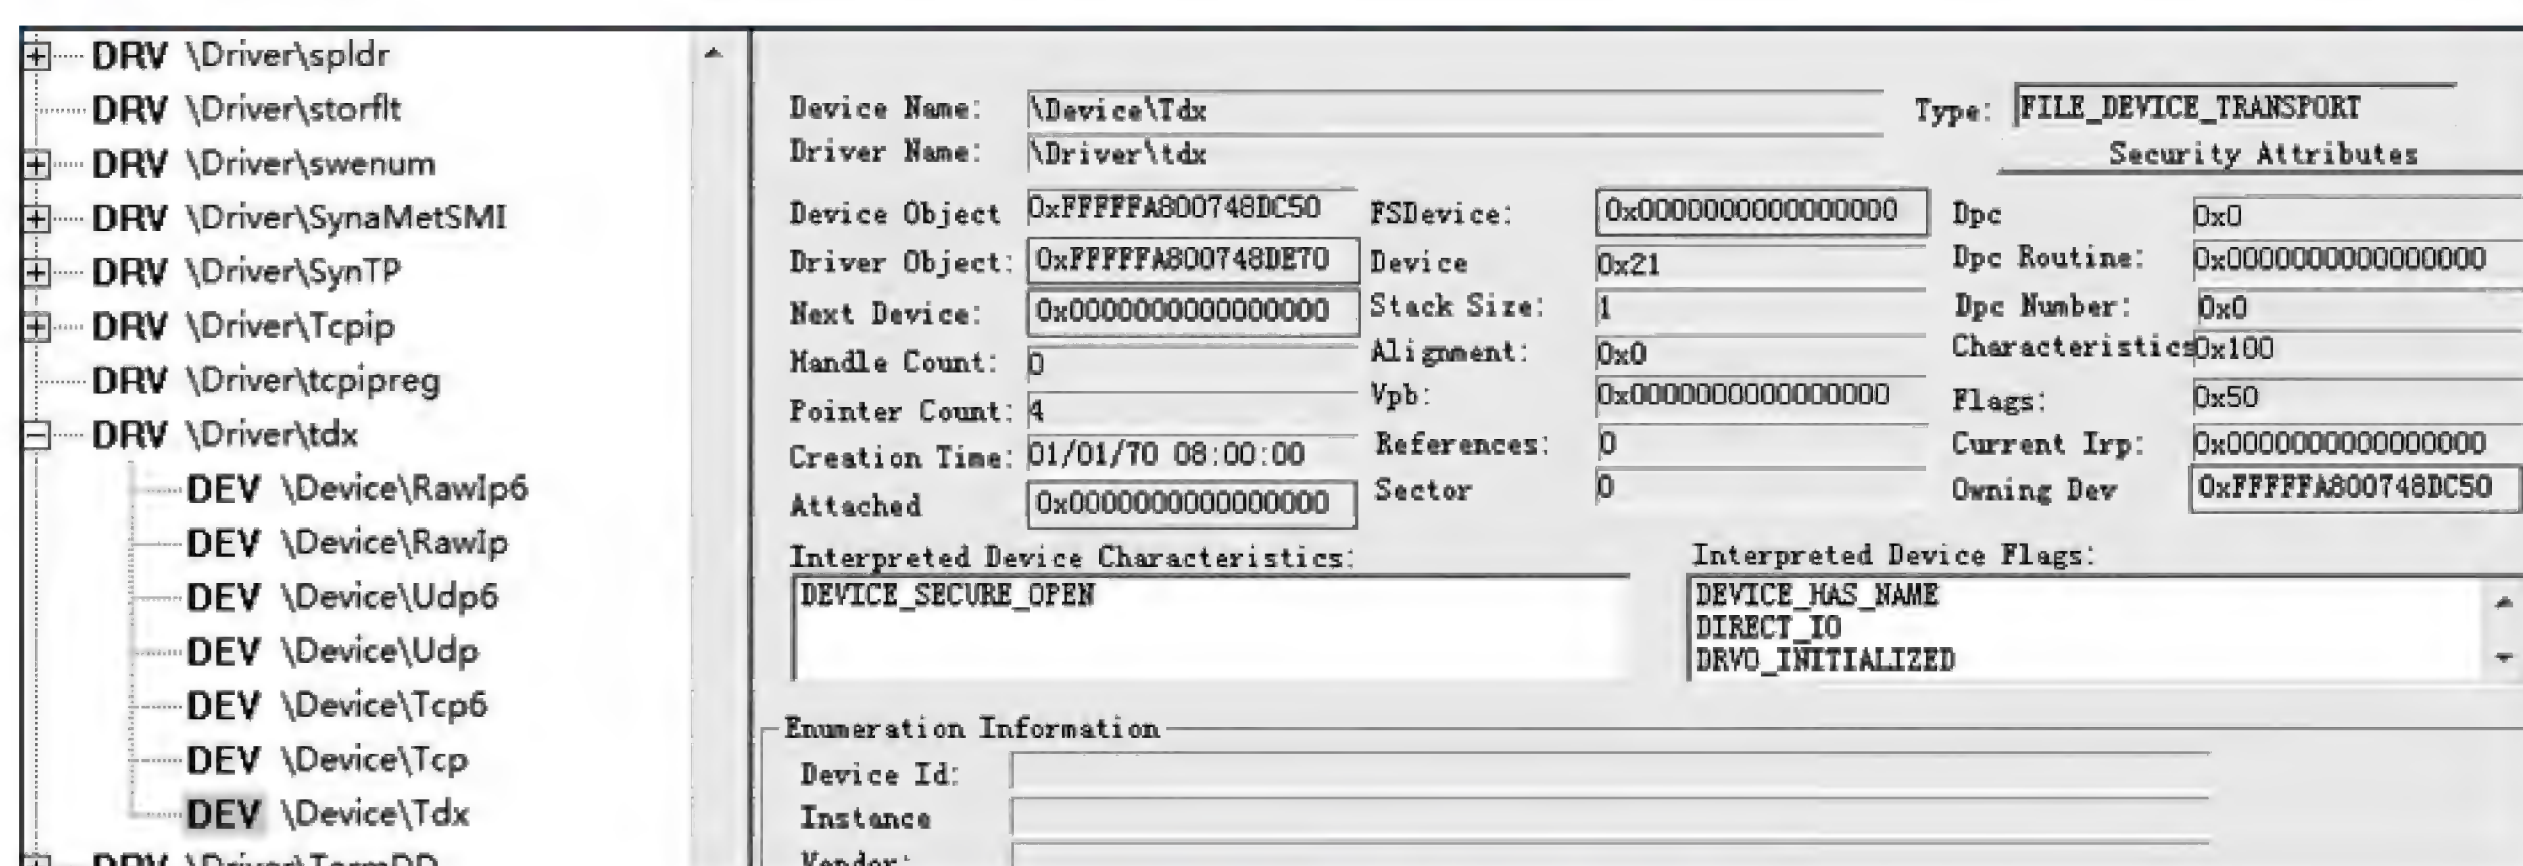 DRV \Driver\spldr
DRV \Driver\storflt
DRV \Driver\swenum
DRV \Driver\SynaMetSMI
DRV \Driver\SynTP
DRV \Driver\Tcpip
DRV \Driver\tcpipreg
DRV \Driver\tdx
DEV \Device\RawIp6
DEV \Device\RawIp
DEV \Device\Udp6
DEV \Device\Udp
DEV \Device\Tcp6
DEV \Device\Tcp
DEV \Device\Tdx
DRV \Driver\TermDD
Device Name: \Device\Tdx Type: FILE_DEVICE_TRANSPORT
Driver Name: \Driver\tdx Security Attributes
Device Object 0xFFFFFA800748DC50 FSDevice: 0x0000000000000000 Dpc 0x0
Driver Object: 0xFFFFFA800748DE70 Device 0x21 Dpc Routine: 0x0000000000000000
Next Device: 0x0000000000000000 Stack Size: 1 Dpc Number: 0x0
Handle Count: 0 Alignment: 0x0 Characteristics 0x100
Pointer Count: 4 Vpb: 0x0000000000000000 Flags: 0x50
Creation Time: 01/01/70 08:00:00 References: 0 Current Irp: 0x0000000000000000
Attached 0x0000000000000000 Sector 0 Owning Dev 0xFFFFFA800748DC50
Interpreted Device Characteristics: Interpreted Device Flags:
DEVICE_SECURE_OPEN
DEVICE_HAS_NAME
DIRECT_IO
DRVO_INITIALIZED
Enumeration Information
Device Id:
Instance
Vendor: